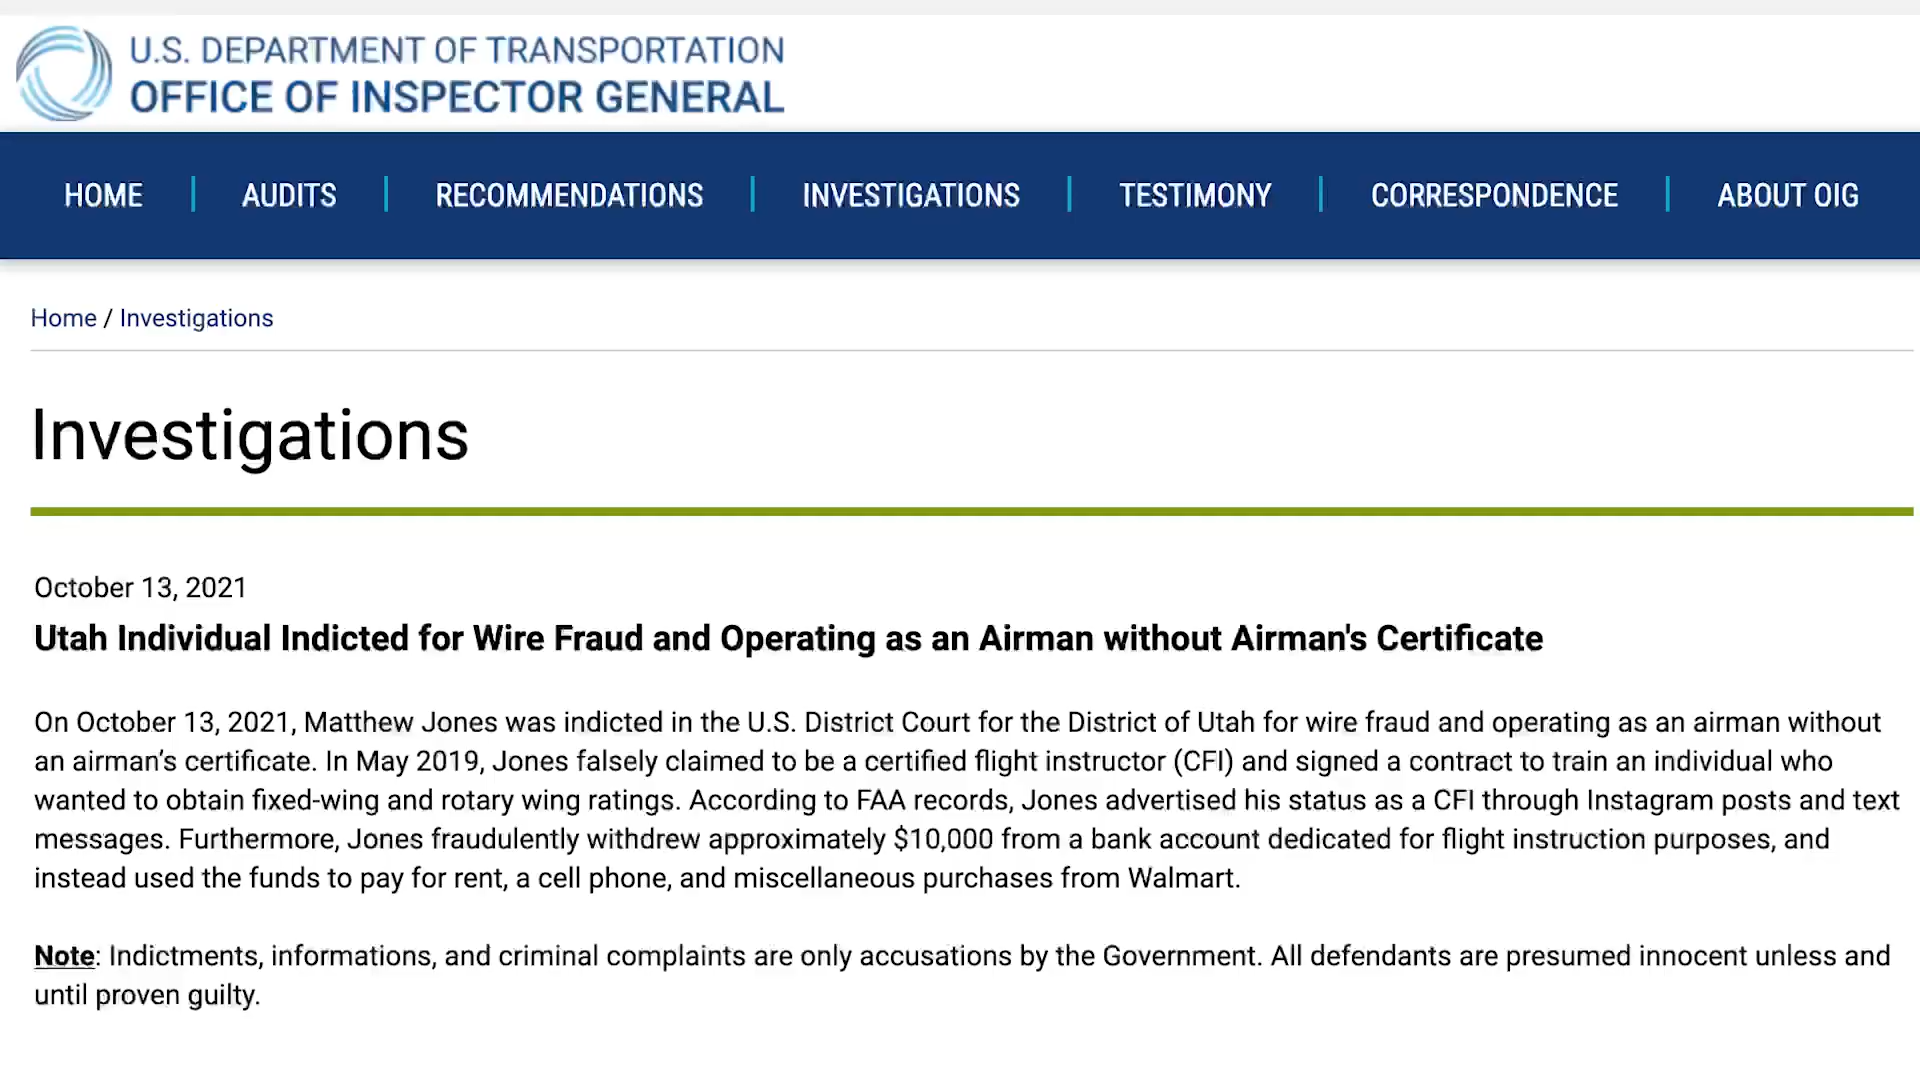 U.S. DEPARTMENT OF TRANSPORTATION
OFFICE OF INSPECTOR GENERAL
HOME | AUDITS | RECOMMENDATIONS | INVESTIGATIONS | TESTIMONY | CORRESPONDENCE | ABOUT OIG
Home / Investigations
Investigations
October 13, 2021
Utah Individual Indicted for Wire Fraud and Operating as an Airman without Airman's Certificate
On October 13, 2021, Matthew Jones was indicted in the U.S. District Court for the District of Utah for wire fraud and operating as an airman without
an airman’s certificate. In May 2019, Jones falsely claimed to be a certified flight instructor (CFI) and signed a contract to train an individual who
wanted to obtain fixed-wing and rotary wing ratings. According to FAA records, Jones advertised his status as a CFI through Instagram posts and text
messages. Furthermore, Jones fraudulently withdrew approximately $10,000 from a bank account dedicated for flight instruction purposes, and
instead used the funds to pay for rent, a cell phone, and miscellaneous purchases from Walmart.
Note: Indictments, informations, and criminal complaints are only accusations by the Government. All defendants are presumed innocent unless and
until proven guilty.